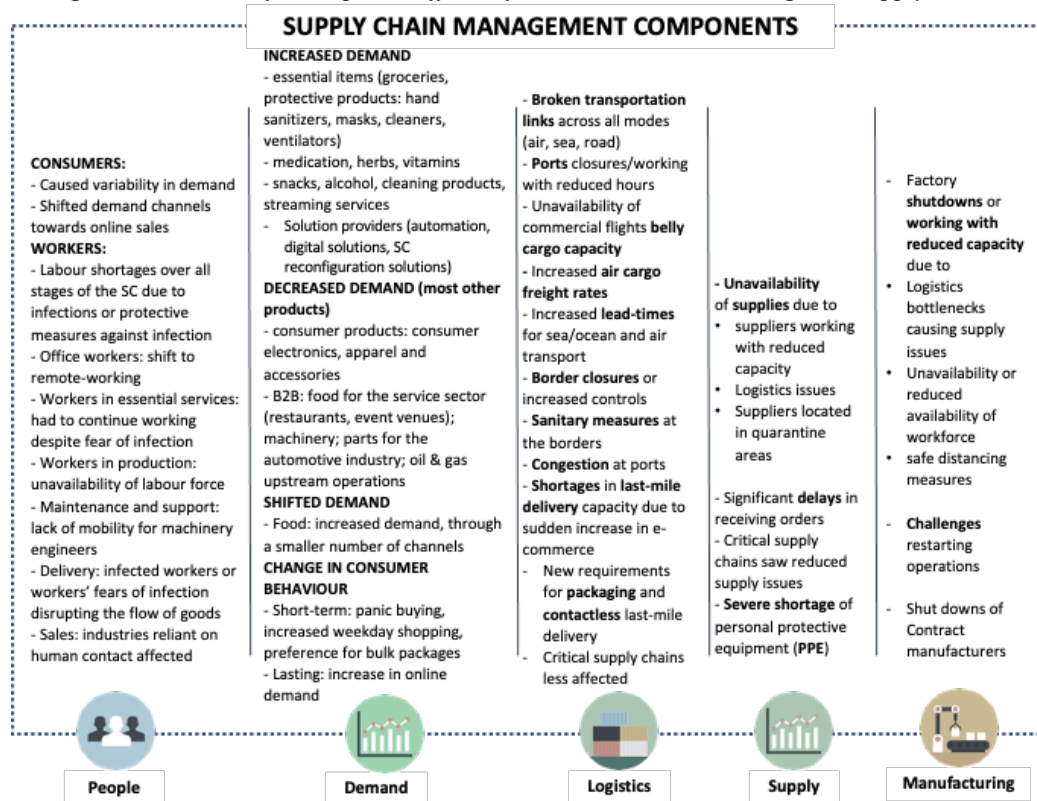 SUPPLY CHAIN MANAGEMENT COMPONENTS
CONSUMERS:
- Caused variability in demand
- Shifted demand channels
towards online sales
WORKERS:
- Labour shortages over all
stages of the SC due to
infections or protective
measures against infection
- Office workers: shift to
remote-working
- Workers in essential services:
had to continue working
despite fear of infection
- Workers in production:
unavailability of labour force
- Maintenance and support:
lack of mobility for machinery
engineers
- Delivery: infected workers or
workers' fears of infection
disrupting the flow of goods
- Sales: industries reliant on
human contact affected
INCREASED DEMAND
- essential items (groceries,
protective products: hand
sanitizers, masks, cleaners,
ventilators)
- medication, herbs, vitamins
- snacks, alcohol, cleaning products,
streaming services
- Solution providers (automation,
digital solutions, SC
reconfiguration solutions)
DECREASED DEMAND (most other
products)
- consumer products: consumer
electronics, apparel and
accessories
- B2B: food for the service sector
(restaurants, event venues);
machinery; parts for the
automotive industry; oil & gas
upstream operations
SHIFTED DEMAND
- Food: increased demand, through
a smaller number of channels
CHANGE IN CONSUMER
BEHAVIOUR
- Short-term: panic buying,
increased weekday shopping,
preference for bulk packages
- Lasting: increase in online
demand
- Broken transportation
links across all modes
(air, sea, road)
- Ports closures/working
with reduced hours
- Unavailability of
commercial flights belly
cargo capacity
- Increased air cargo
freight rates
- Increased lead-times
for sea/ocean and air
transport
- Border closures or
increased controls
- Sanitary measures at
the borders
- Congestion at ports
- Shortages in last-mile
delivery capacity due to
sudden increase in e-
commerce
- New requirements
for packaging and
contactless last-mile
delivery
- Critical supply chains
less affected
- Unavailability
of supplies due to
• suppliers working
with reduced
capacity
• Logistics issues
• Suppliers located
in quarantine
areas
- Significant delays in
receiving orders
- Critical supply
chains saw reduced
supply issues
- Severe shortage of
personal protective
equipment (PPE)
- Factory
shutdowns or
working with
reduced capacity
due to
• Logistics
bottlenecks
causing supply
issues
• Unavailability or
reduced
availability of
workforce
• safe distancing
measures
- Challenges
restarting
operations
- Shut downs of
Contract
manufacturers
People
Demand
Logistics
Supply
Manufacturing